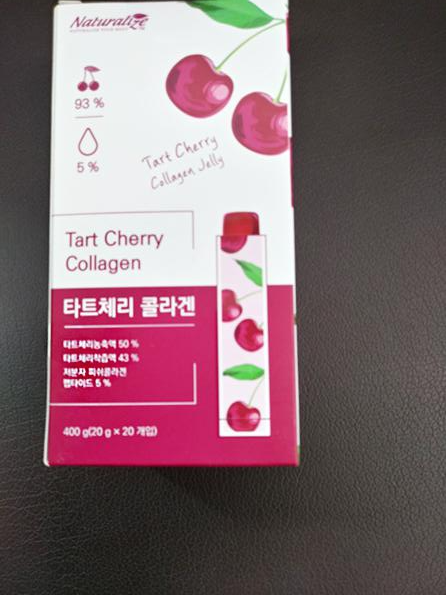 Naturalize
93 %
5 %
Tart Cherry
Collagen Jelly
Tart Cherry
Collagen
타트체리 콜라겐
타트체리농축액 50 %
타트체리착즙액 43 %
저분자 피쉬콜라겐
펩타이드 5 %
400 g(20 g × 20 개입)